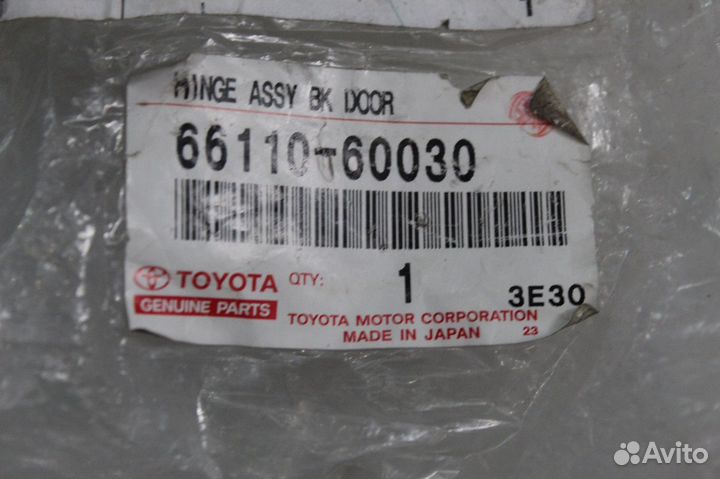 HINGE ASSY BK DOOR
66110-60030
TOYOTA QTY: 1 3E30
GENUINE PARTS
TOYOTA MOTOR CORPORATION
MADE IN JAPAN 23
Avito